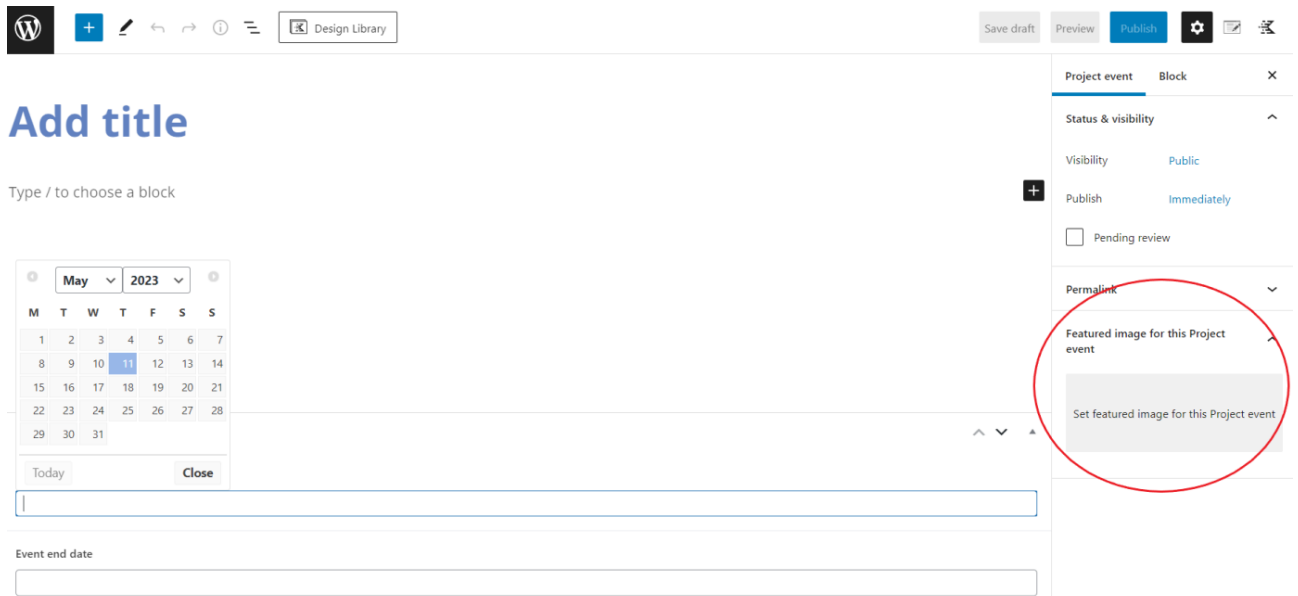 Design Library
Save draft
Preview
Publish
Project event
Block
Add title
Status & visibility
Visibility
Public
Type / to choose a block
Publish
Immediately
Pending review
May
2023
Permalink
M T W T F S S
1 2 3 4 5 6 7
8 9 10 11 12 13 14
15 16 17 18 19 20 21
22 23 24 25 26 27 28
29 30 31
Today
Close
Featured image for this Project
event
Set featured image for this Project event
Event end date